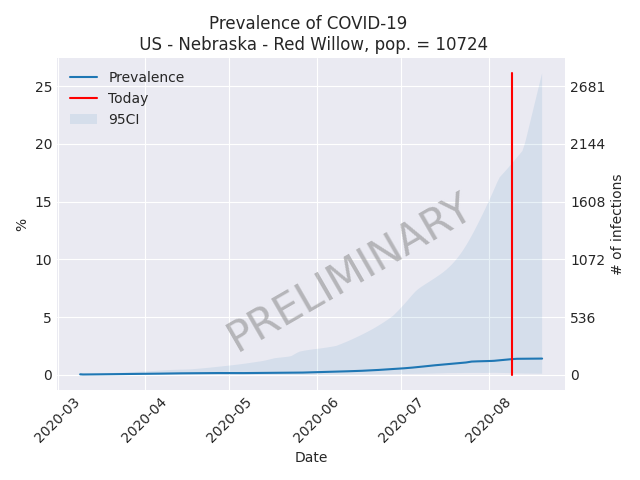 Prevalence of COVID-19
US - Nebraska - Red Willow, pop. = 10724
Prevalence
Today
95CI
25
20
15
10
5
0
%
2681
2144
1608
1072
536
0
# of infections
PRELIMINARY
2020-03
2020-04
2020-05
2020-06
2020-07
2020-08
Date